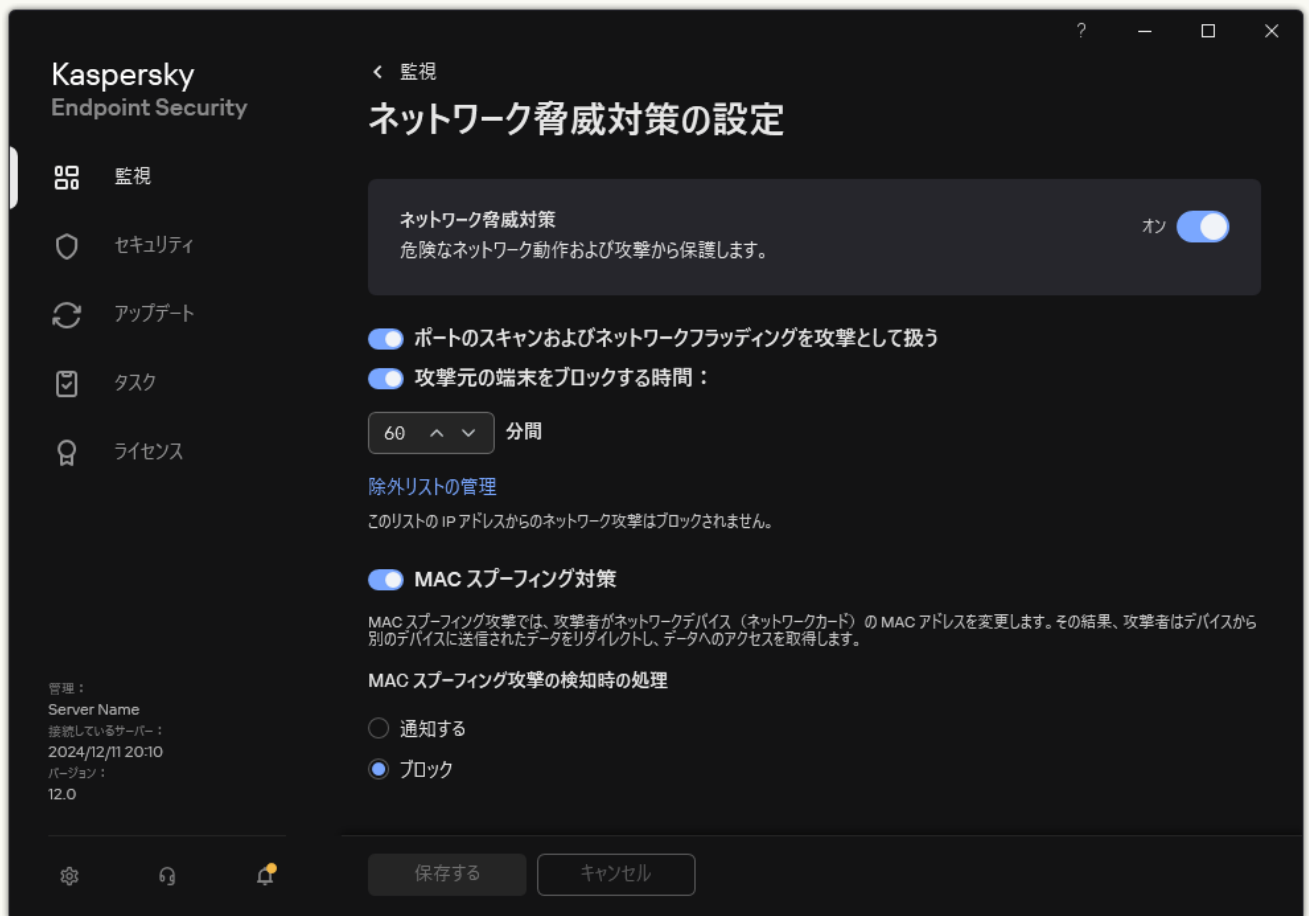 ?
Kaspersky
Endpoint Security
監視
セキュリティ
アップデート
タスク
ライセンス
管理：
Server Name
接続しているサーバー：
2024/12/11 20:10
バージョン：
12.0
監視
ネットワーク脅威対策の設定
ネットワーク脅威対策
危険なネットワーク動作および攻撃から保護します。
オン
ポートのスキャンおよびネットワークフラッディングを攻撃として扱う
攻撃元の端末をブロックする時間：
60 分間
除外リストの管理
このリストの IP アドレスからのネットワーク攻撃はブロックされません。
MAC スプーフィング対策
MAC スプーフィング攻撃では、攻撃者がネットワークデバイス（ネットワークカード）の MAC アドレスを変更します。その結果、攻撃者はデバイスから
別のデバイスに送信されたデータをリダイレクトし、データへのアクセスを取得します。
MAC スプーフィング攻撃の検知時の処理
通知する
ブロック
保存する
キャンセル